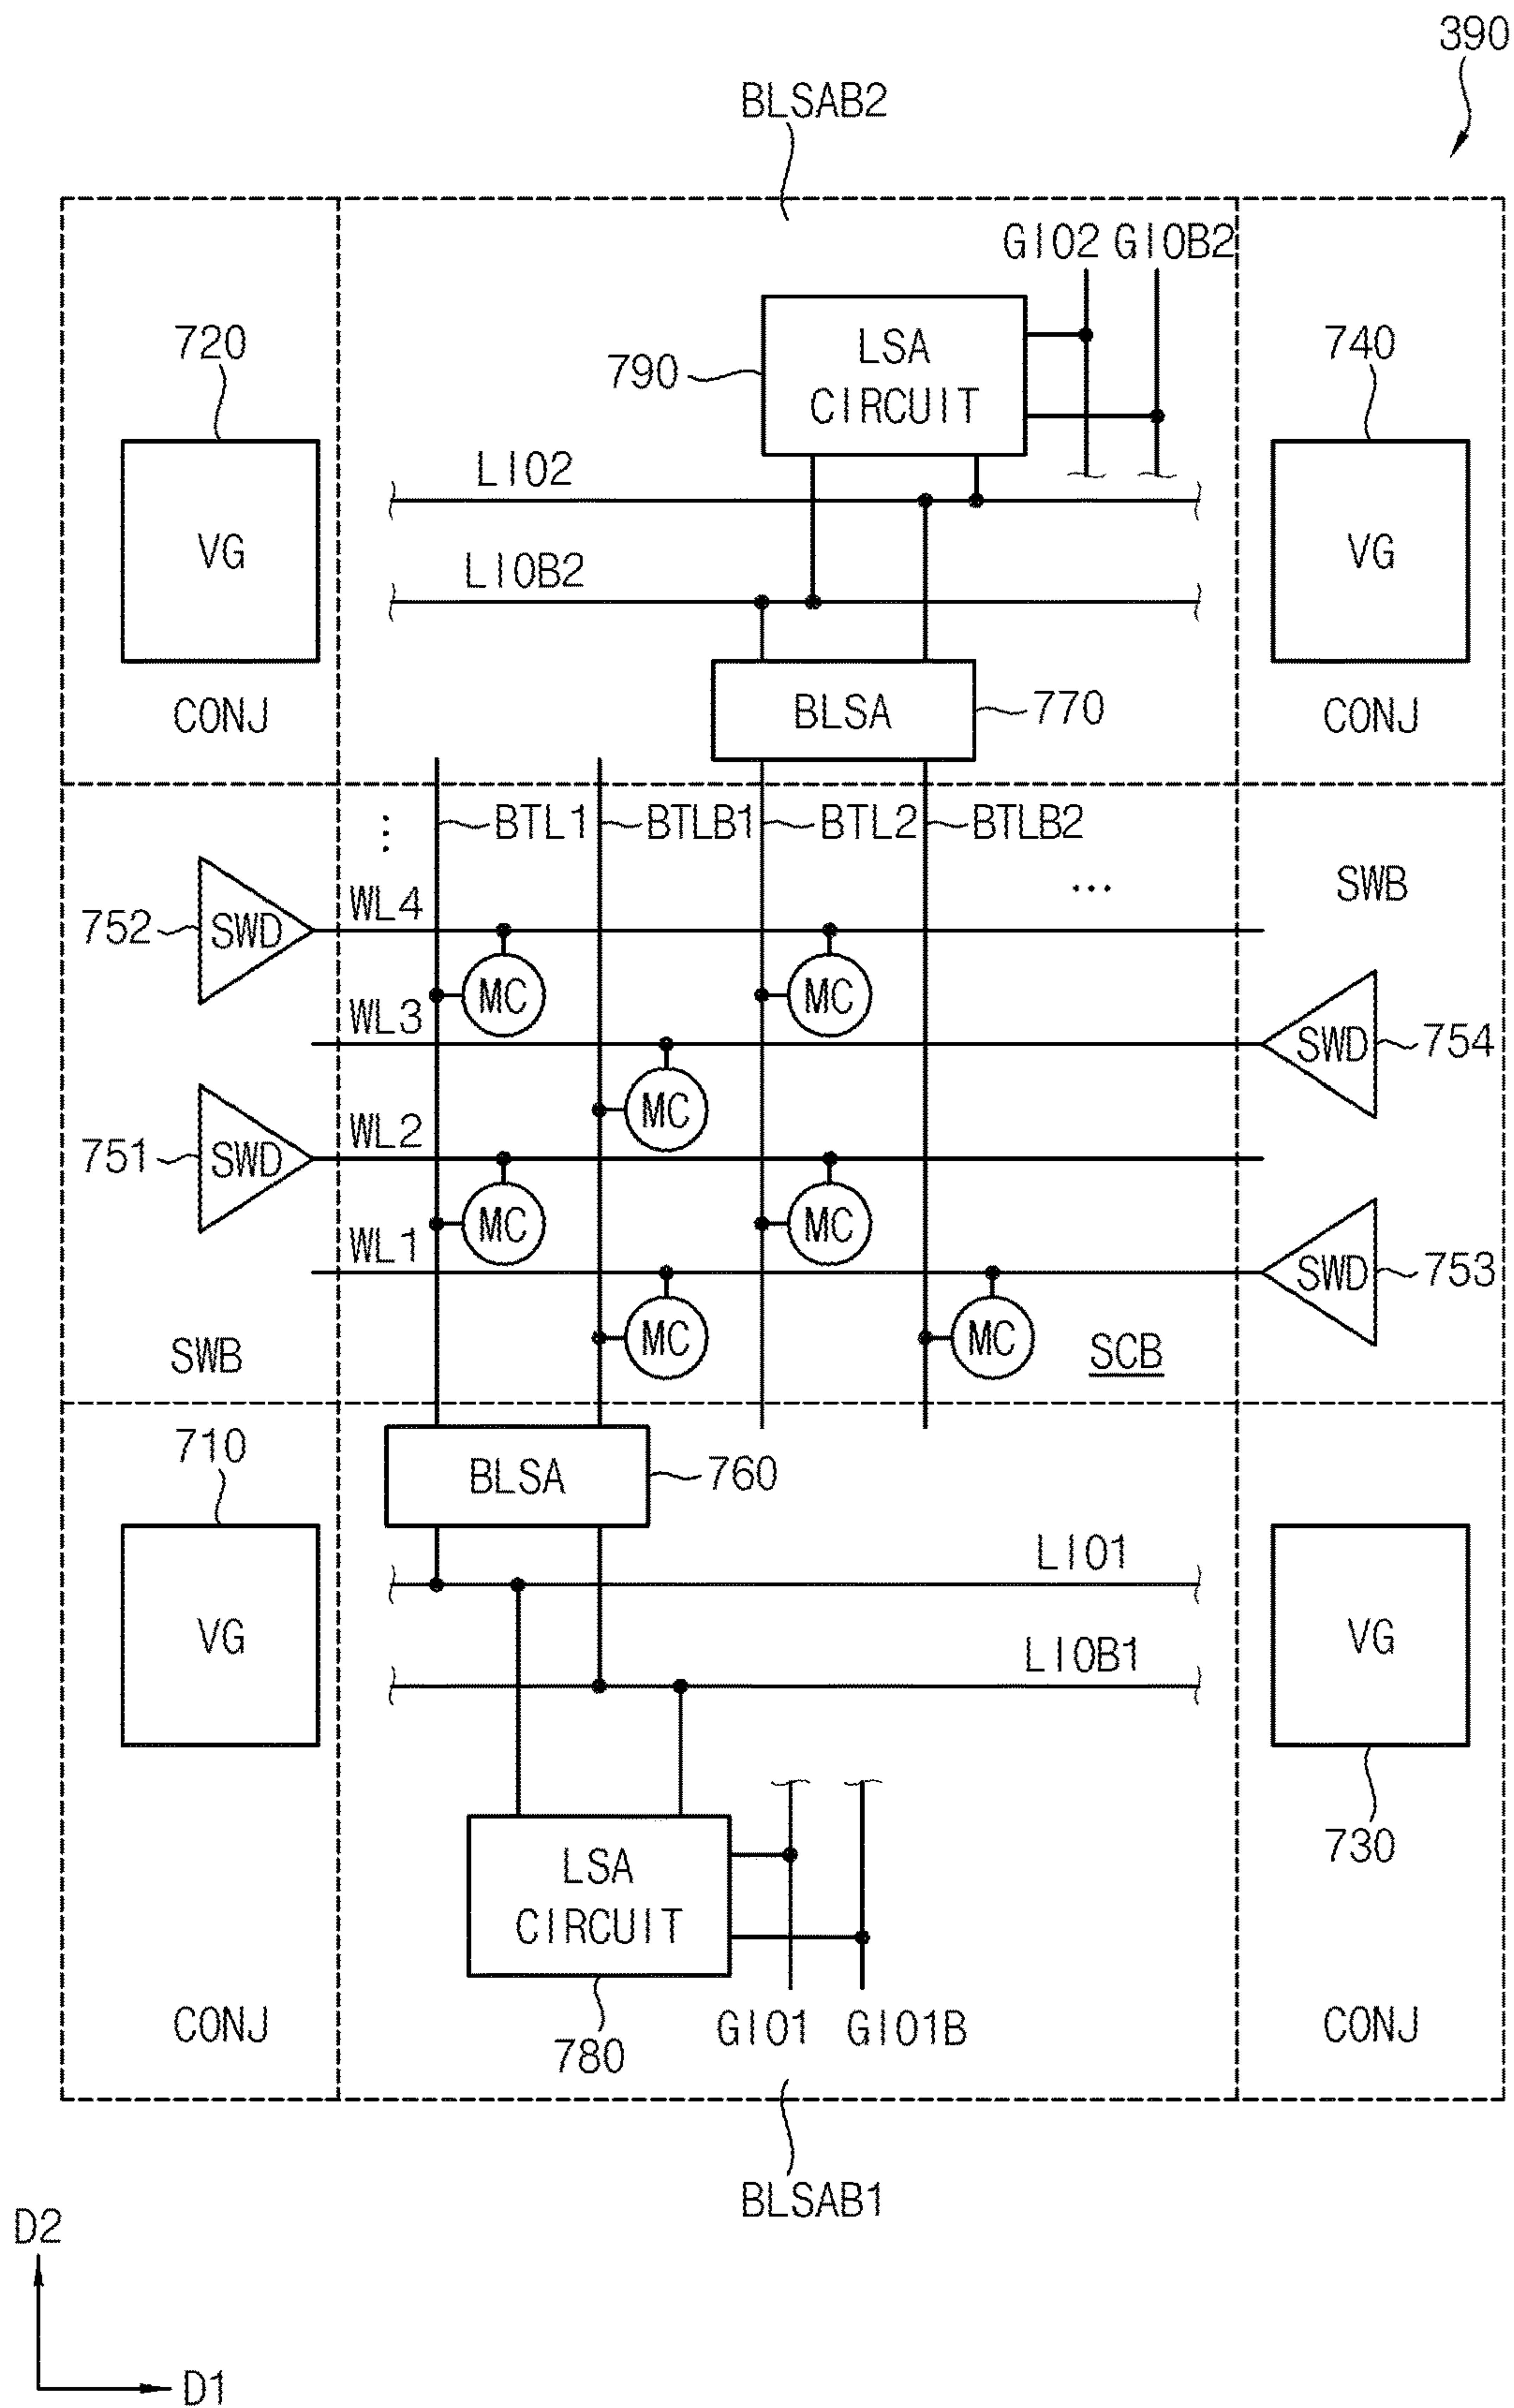 390
BLSAB2
GIO2 GIOB2
720
790
LSA
CIRCUIT
740
LIO2
VG
LIOB2
VG
CONJ
BLSA
770
CONJ
BTL1
BTLB1
BTL2
BTLB2
...
...
SWB
WL4
752
SWD
MC
MC
WL3
SWD
754
MC
WL2
751
SWD
MC
MC
WL1
SWD
753
MC
MC
SWB
SCB
710
BLSA
760
LIO1
VG
VG
LIOB1
LSA
CIRCUIT
730
CONJ
780
GIO1 GIO1B
CONJ
BLSAB1
D2
D1